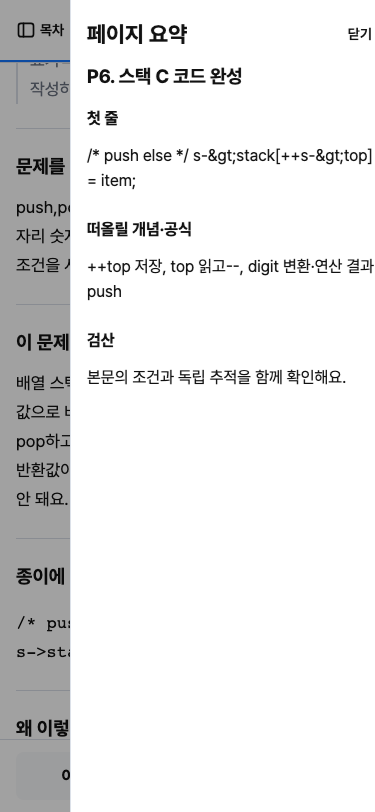 목차
페이지 요약
닫기
P6. 스택 C 코드 완성
첫 줄
/* push else */ s-&gt;stack[++s-&gt;top]
= item;
떠올릴 개념·공식
++top 저장, top 읽고--, digit 변환·연산 결과
push
검산
본문의 조건과 독립 추적을 함께 확인해요.
작성하
문제를
push,po
자리 숫자
조건을
이 문제
배열 스택
값으로
pop하고
반환값이
안 돼요.
종이에
/* pus
s->sta
왜 이렇